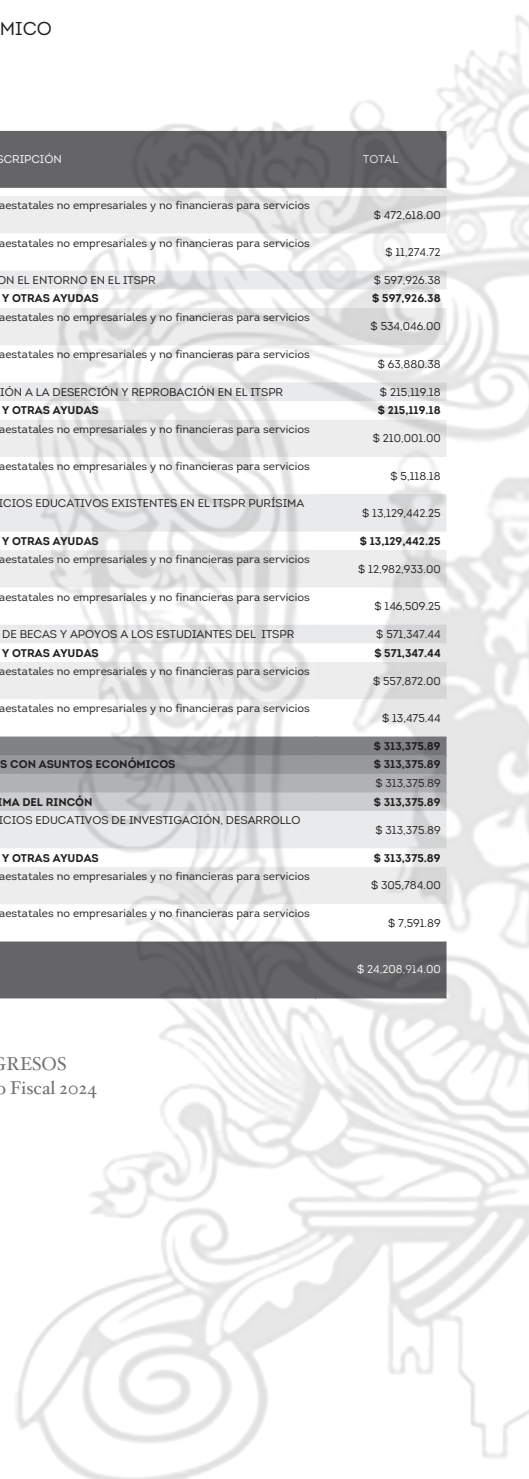 MICO
SCRIPCIÓN TOTAL
aestatales no empresariales y no financieras para servicios $ 472,618.00
aestatales no empresariales y no financieras para servicios $ 11,274.72
ON EL ENTORNO EN EL ITSPR $ 597,926.38
Y OTRAS AYUDAS $ 597,926.38
aestatales no empresariales y no financieras para servicios $ 534,046.00
aestatales no empresariales y no financieras para servicios $ 63,880.38
IÓN A LA DESERCIÓN Y REPROBACIÓN EN EL ITSPR $ 215,119.18
Y OTRAS AYUDAS $ 215,119.18
aestatales no empresariales y no financieras para servicios $ 210,001.00
aestatales no empresariales y no financieras para servicios $ 5,118.18
ICIOS EDUCATIVOS EXISTENTES EN EL ITSPR PURÍSIMA $ 13,129,442.25
Y OTRAS AYUDAS $ 13,129,442.25
aestatales no empresariales y no financieras para servicios $ 12,982,933.00
aestatales no empresariales y no financieras para servicios $ 146,509.25
DE BECAS Y APOYOS A LOS ESTUDIANTES DEL ITSPR $ 571,347.44
Y OTRAS AYUDAS $ 571,347.44
aestatales no empresariales y no financieras para servicios $ 557,872.00
aestatales no empresariales y no financieras para servicios $ 13,475.44
$ 313,375.89
S CON ASUNTOS ECONÓMICOS $ 313,375.89
$ 313,375.89
IMA DEL RINCÓN $ 313,375.89
ICIOS EDUCATIVOS DE INVESTIGACIÓN, DESARROLLO $ 313,375.89
Y OTRAS AYUDAS $ 313,375.89
aestatales no empresariales y no financieras para servicios $ 305,784.00
aestatales no empresariales y no financieras para servicios $ 7,591.89
$ 24,208,914.00
GRESOS
o Fiscal 2024